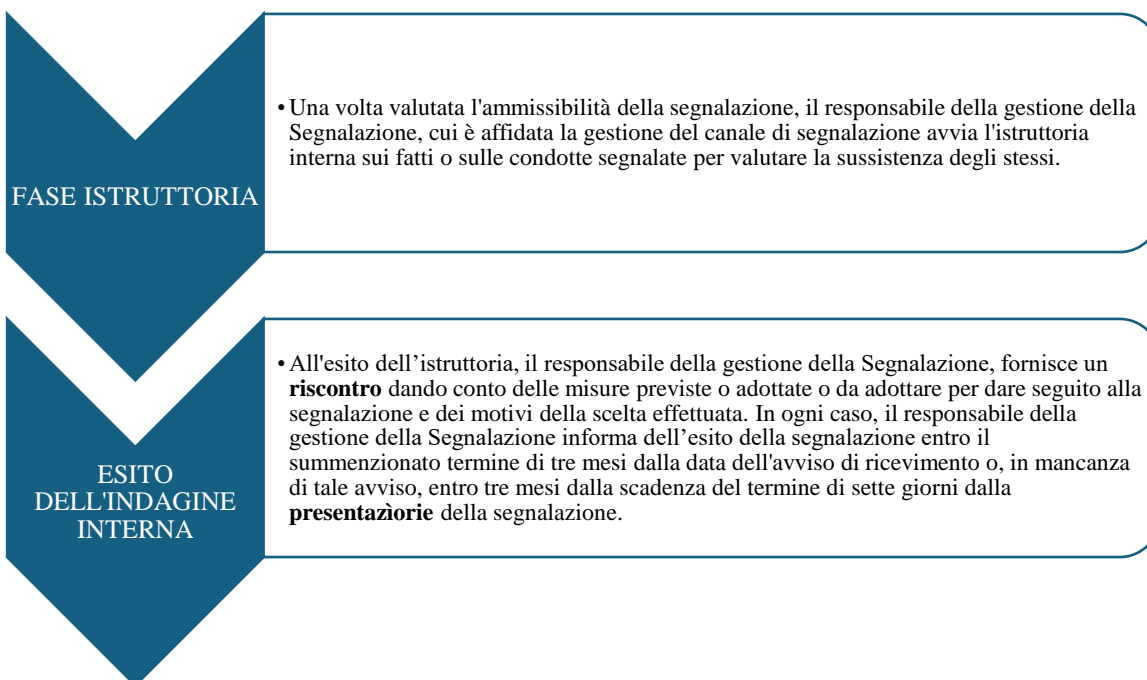 FASE ISTRUTTORIA
• Una volta valutata l'ammissibilità della segnalazione, il responsabile della gestione della
Segnalazione, cui è affidata la gestione del canale di segnalazione avvia l'istruttoria
interna sui fatti o sulle condotte segnalate per valutare la sussistenza degli stessi.
ESITO
DELL'INDAGINE
INTERNA
• All'esito dell’istruttoria, il responsabile della gestione della Segnalazione, fornisce un
riscontro dando conto delle misure previste o adottate o da adottare per dare seguito alla
segnalazione e dei motivi della scelta effettuata. In ogni caso, il responsabile della
gestione della Segnalazione informa dell’esito della segnalazione entro il
summenzionato termine di tre mesi dalla data dell'avviso di ricevimento o, in mancanza
di tale avviso, entro tre mesi dalla scadenza del termine di sette giorni dalla
presentazìorie della segnalazione.